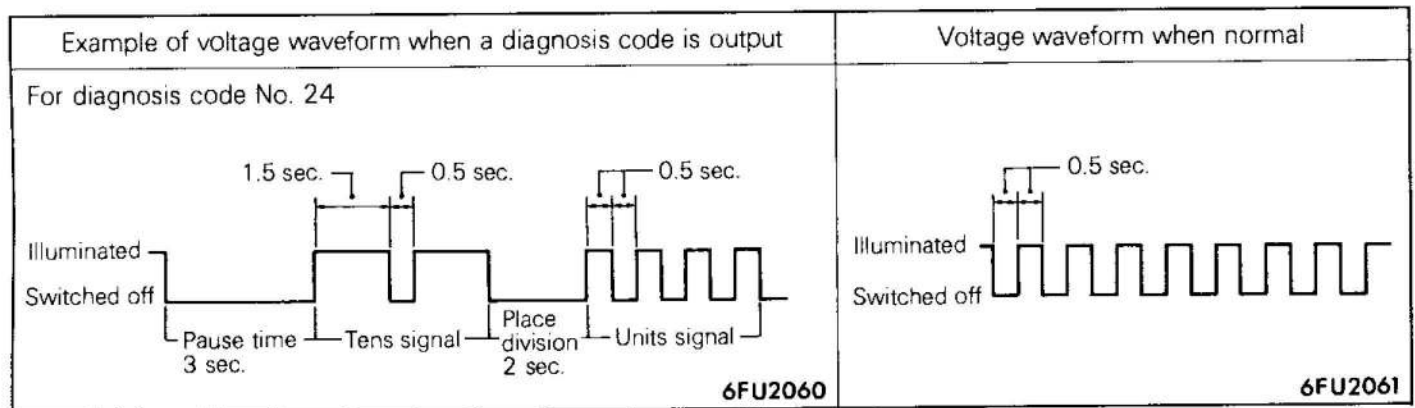 Example of voltage waveform when a diagnosis code is output
For diagnosis code No. 24
1.5 sec.
0.5 sec.
0.5 sec.
Illuminated
Switched off
Pause time
3 sec.
Tens signal
Place
division
2 sec.
Units signal
6FU2060
Voltage waveform when normal
0.5 sec.
Illuminated
Switched off
6FU2061